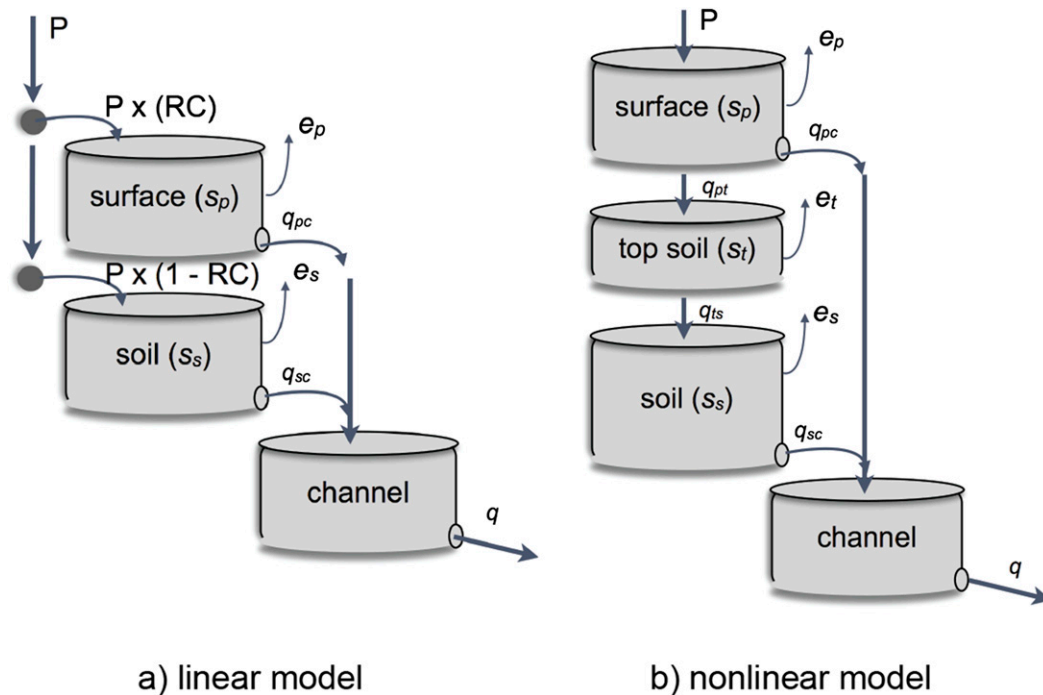 P
P x (RC)
e_p
surface (s_p)
q_pc
P x (1 - RC)
e_s
soil (s_s)
q_sc
channel
q
a) linear model
P
e_p
surface (s_p)
q_pc
q_pt
e_t
top soil (s_t)
q_ts
e_s
soil (s_s)
q_sc
channel
q
b) nonlinear model